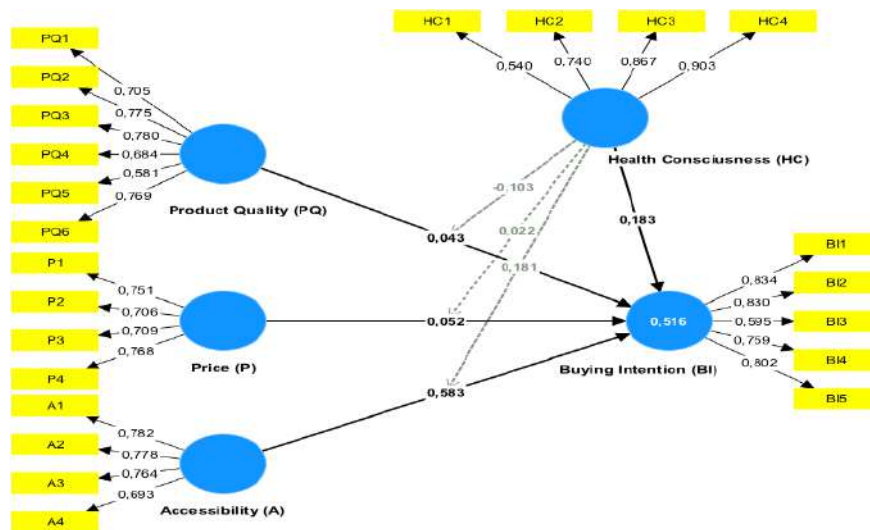 HC1
HC2
HC3
HC4
0,540
0,740
0,867
0,903
Health Consciusness (HC)
PQ1
PQ2
PQ3
PQ4
PQ5
PQ6
0,705
0,775
0,780
0,684
0,581
0,769
Product Quality (PQ)
-0,103
0,022
0,181
0,183
0,043
0,052
0,583
P1
P2
P3
P4
0,751
0,706
0,709
0,768
Price (P)
A1
A2
A3
A4
0,782
0,778
0,764
0,693
Accessibility (A)
0,516
Buying Intention (BI)
0,834
0,830
0,595
0,759
0,802
BI1
BI2
BI3
BI4
BI5